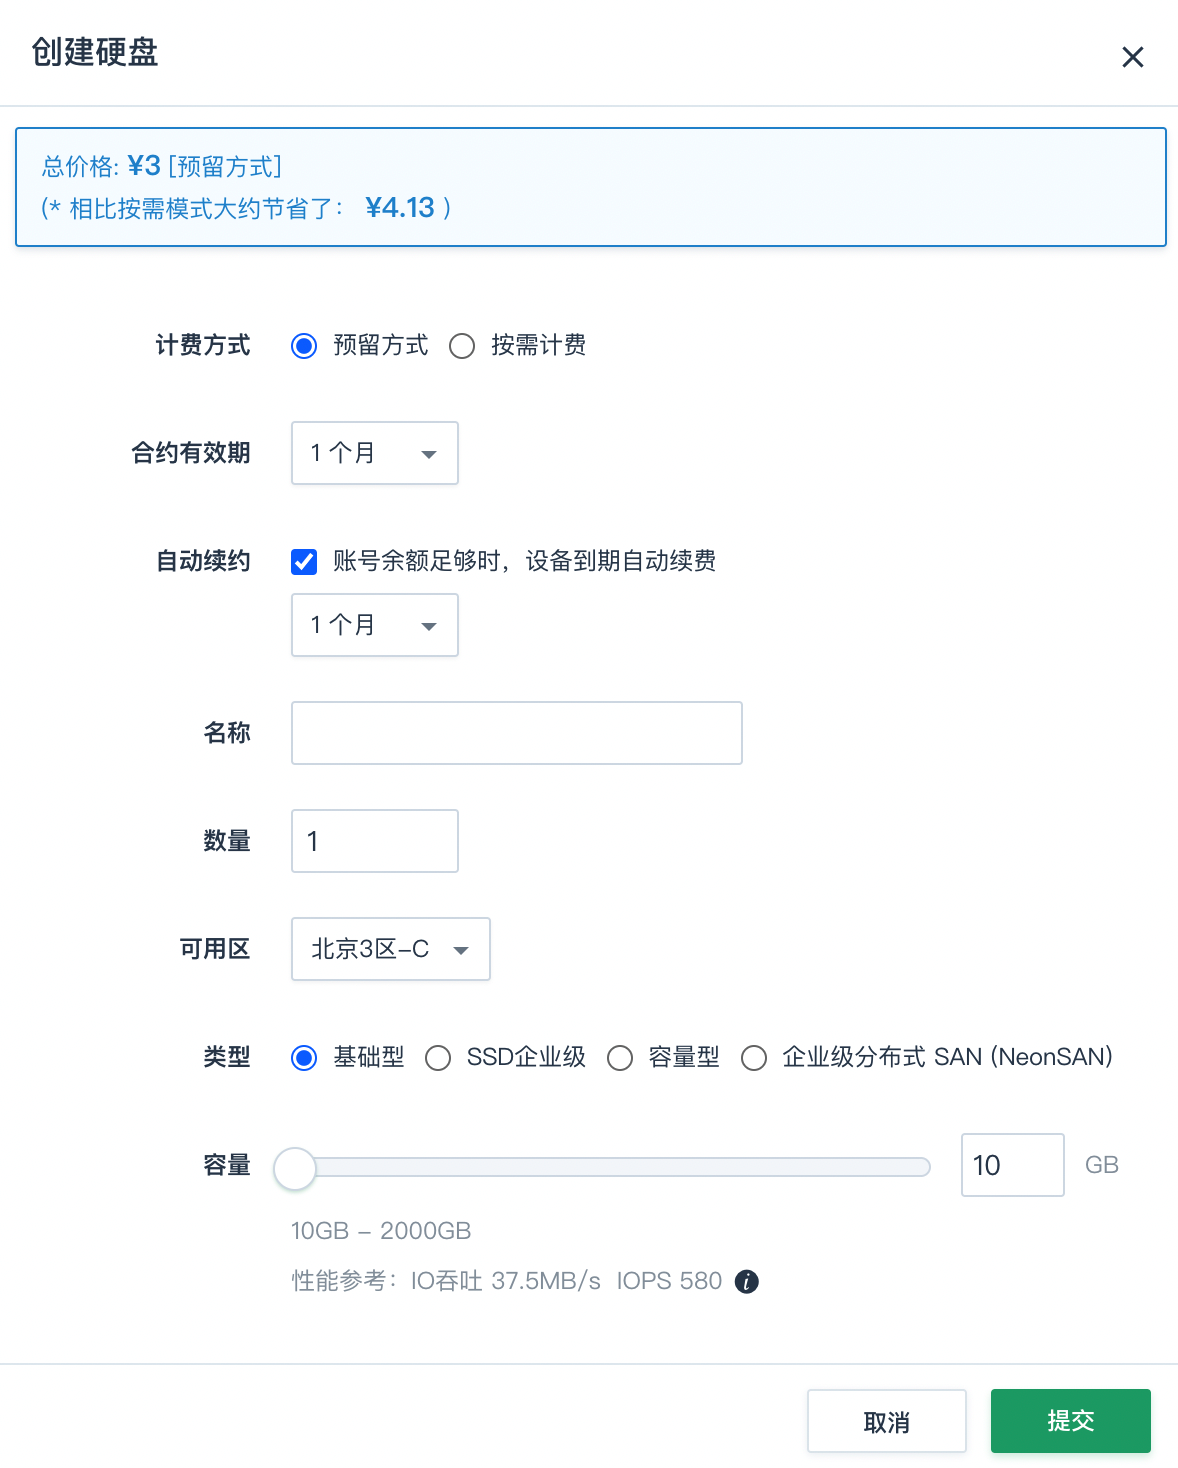 创建硬盘
总价格: ¥3 [预留方式]
(* 相比按需模式大约节省了： ¥4.13 )
计费方式 预留方式 按需计费
合约有效期 1 个月
自动续约 账号余额足够时，设备到期自动续费
1 个月
名称
数量 1
可用区 北京3区-C
类型 基础型 SSD企业级 容量型 企业级分布式 SAN (NeonSAN)
容量 10 GB
10GB – 2000GB
性能参考：IO吞吐 37.5MB/s IOPS 580 i
取消 提交